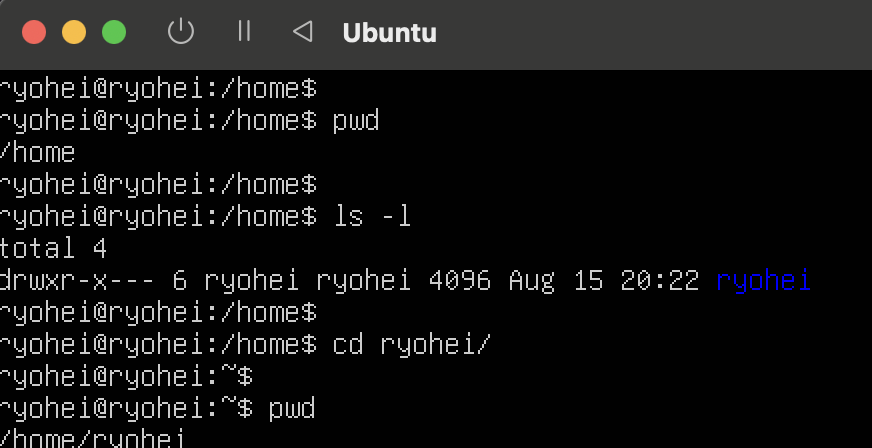 Ubuntu
ryohei@ryohei:/home$
ryohei@ryohei:/home$ pwd
/home
ryohei@ryohei:/home$
ryohei@ryohei:/home$ ls -l
total 4
drwxr-x--- 6 ryohei ryohei 4096 Aug 15 20:22 ryohei
ryohei@ryohei:/home$
ryohei@ryohei:/home$ cd ryohei/
ryohei@ryohei:~$
ryohei@ryohei:~$ pwd
/home/ryohei